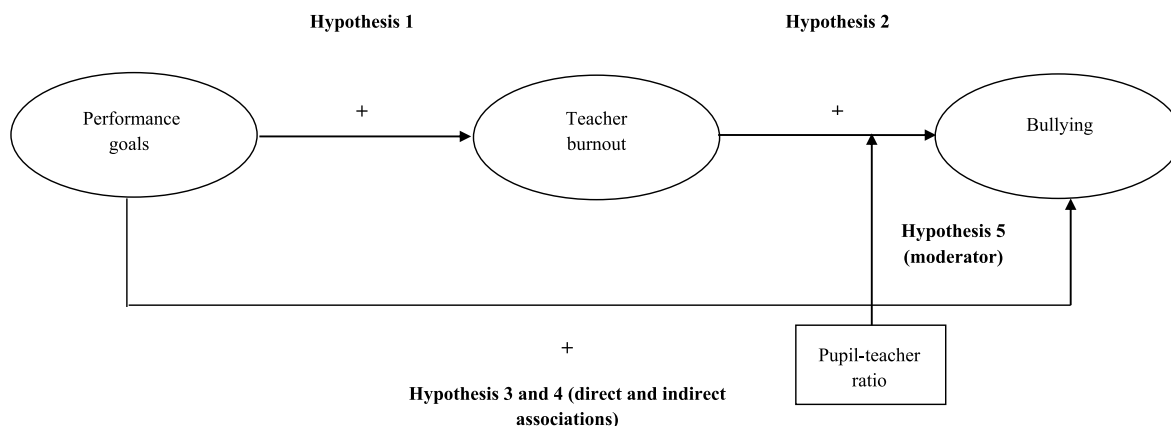 Hypothesis 1
Hypothesis 2
+
+
Performance
goals
Teacher
burnout
Bullying
Hypothesis 5
(moderator)
+
Pupil-teacher
ratio
Hypothesis 3 and 4 (direct and indirect
associations)